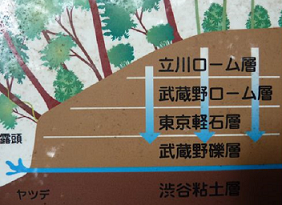 立川ローム層
武蔵野ローム層
東京軽石層
露頭
武蔵野礫層
ヤツデ
渋谷粘土層